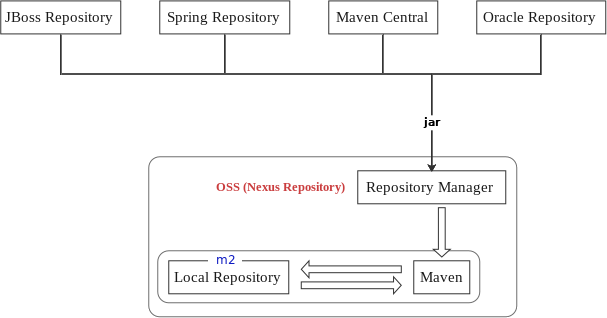 JBoss Repository
Spring Repository
Maven Central
Oracle Repository
jar
OSS (Nexus Repository)
Repository Manager
m2
Local Repository
Maven